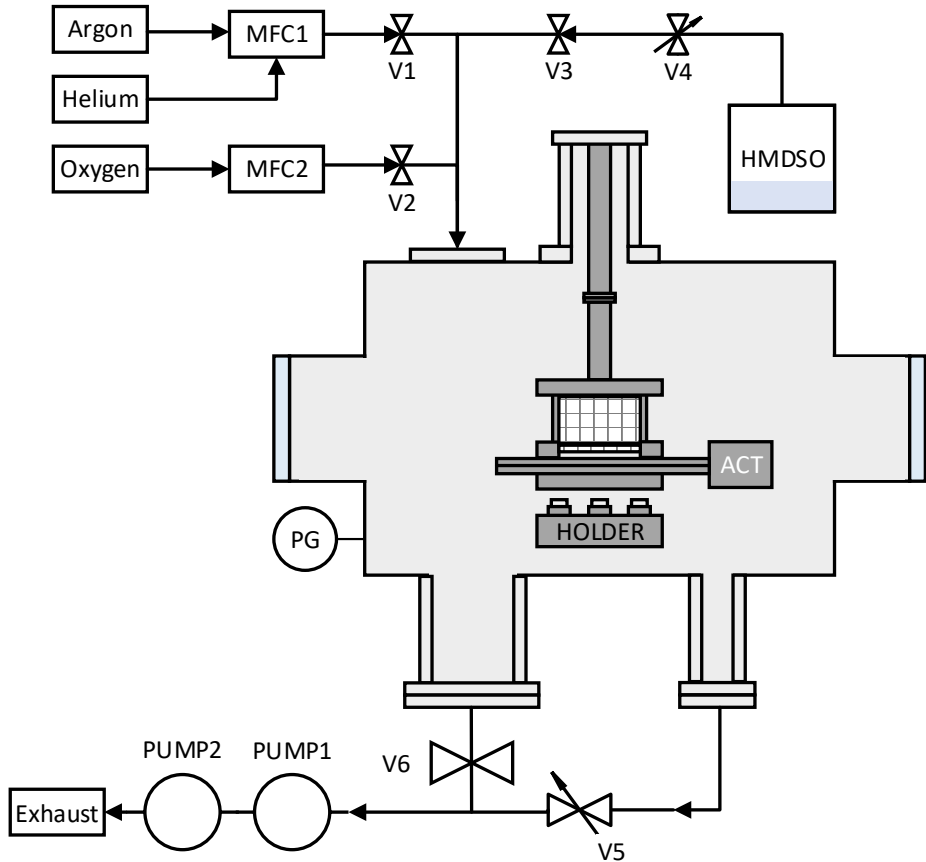 Argon
MFC1
V1
V3
V4
Helium
Oxygen
MFC2
V2
HMDSO
ACT
HOLDER
PG
PUMP2
PUMP1
V6
Exhaust
V5